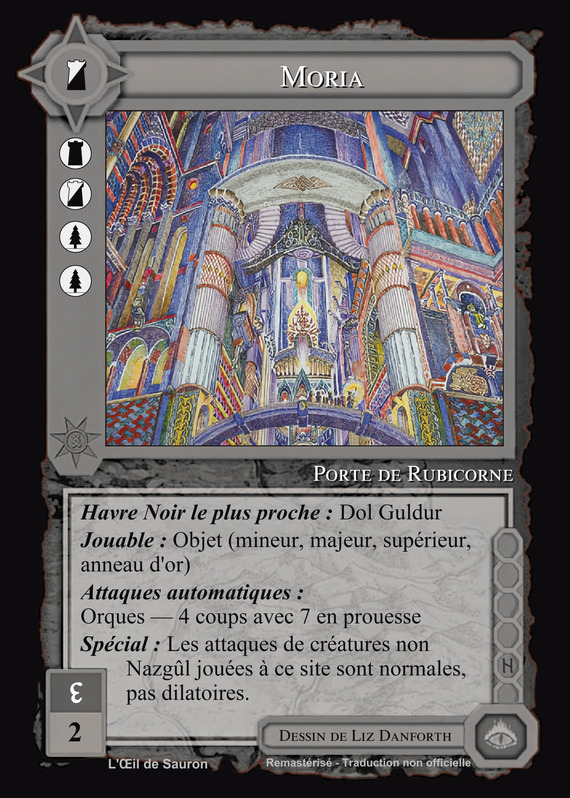 Moria
Porte de Rubicorne
Havre Noir le plus proche : Dol Guldur
Jouable : Objet (mineur, majeur, supérieur,
anneau d'or)
Attaques automatiques :
Orques — 4 coups avec 7 en prouesse
Spécial : Les attaques de créatures non
Nazgûl jouées à ce site sont normales,
pas dilatoires.
2
Dessin de Liz Danforth
L'Œil de Sauron
Remastérisé - Traduction non officielle